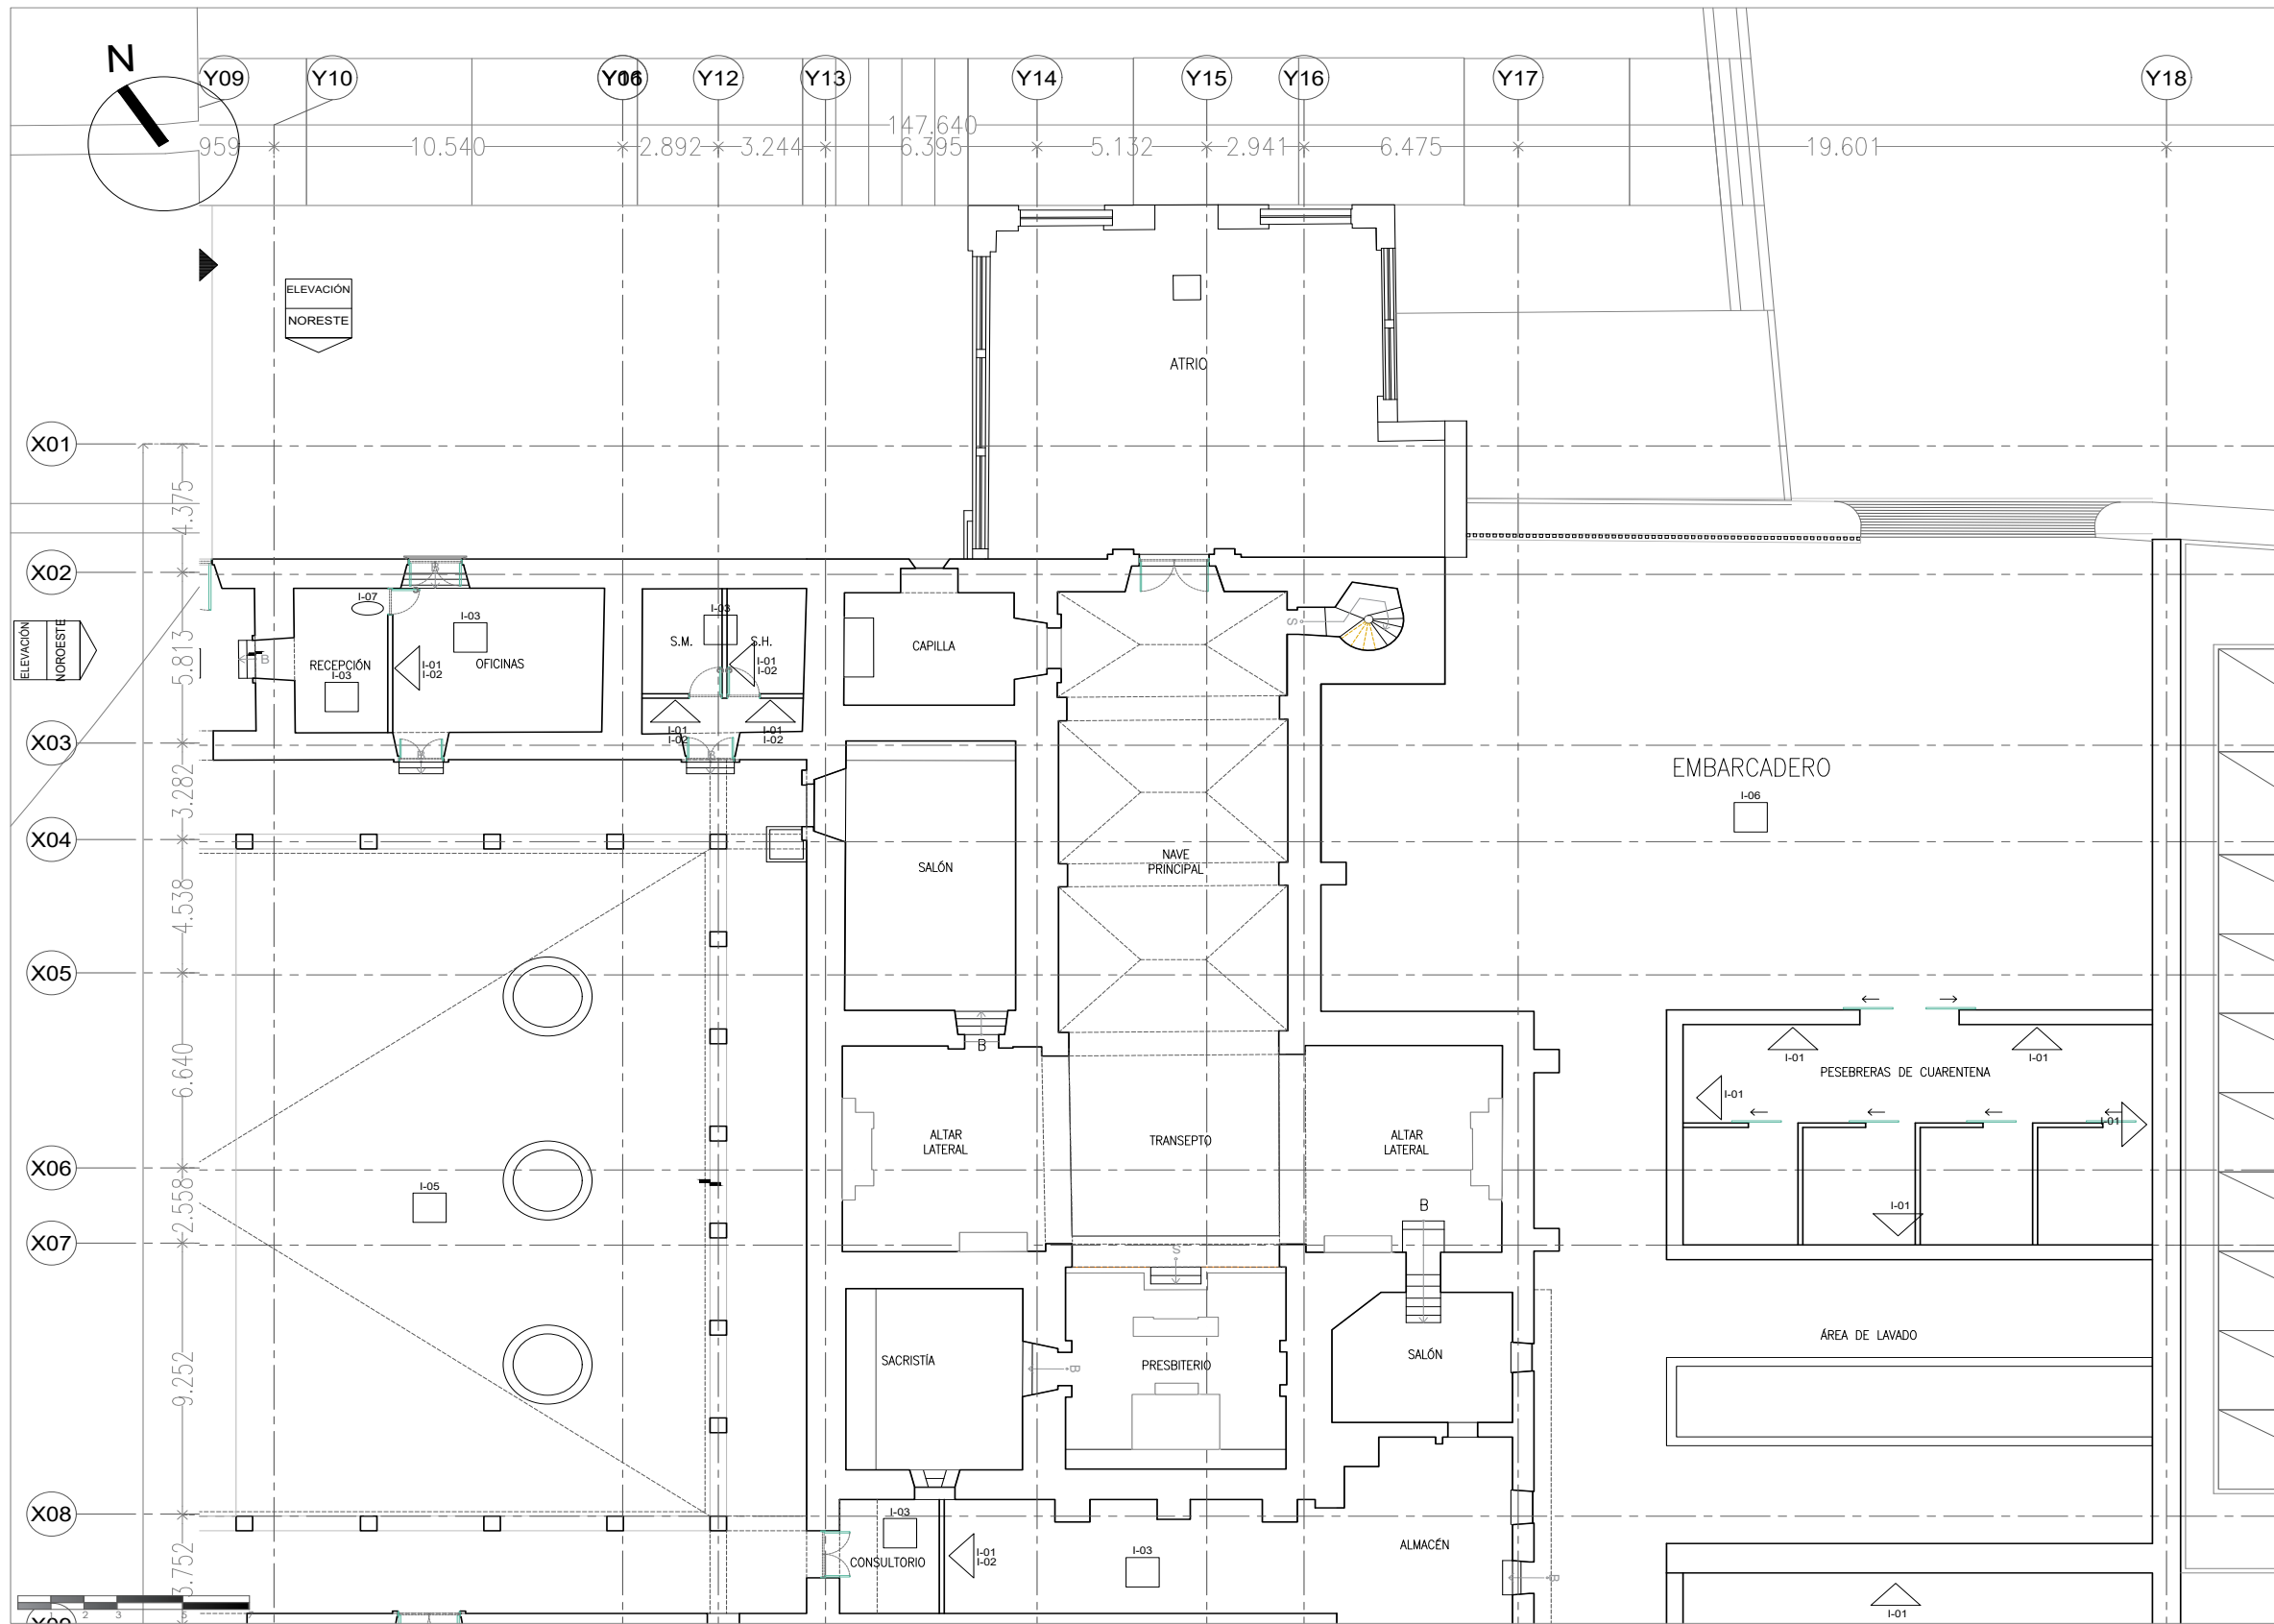 N
Y09
Y10
Y12
Y13
Y14
Y15
Y16
Y17
Y18
147.640
959
10.540
2.892
3.244
6.395
5.132
2.941
6.475
19.601
ELEVACIÓN
NORESTE
ATRIO
X01
4.375
X02
ELEVACIÓN
NOROESTE
5.813
B
B
I-07
I-03
OFICINAS
RECEPCIÓN
I-03
I-01
I-02
I-03
S.M.
S.H.
I-01
I-02
I-01
I-02
I-01
I-02
CAPILLA
S
X03
B
B
3.282
EMBARCADERO
I-06
X04
SALÓN
NAVE
PRINCIPAL
4.538
X05
B
6.640
I-01
I-01
PESEBRERAS DE CUARENTENA
I-01
I-01
ALTAR
LATERAL
TRANSEPTO
ALTAR
LATERAL
X06
I-05
2.558
B
I-01
X07
S
ÁREA DE LAVADO
SACRISTÍA
B
PRESBITERIO
SALÓN
9.252
X08
I-03
CONSULTORIO
I-01
I-02
I-03
ALMACÉN
B
3.752
I-01
1
2
3
5
X09